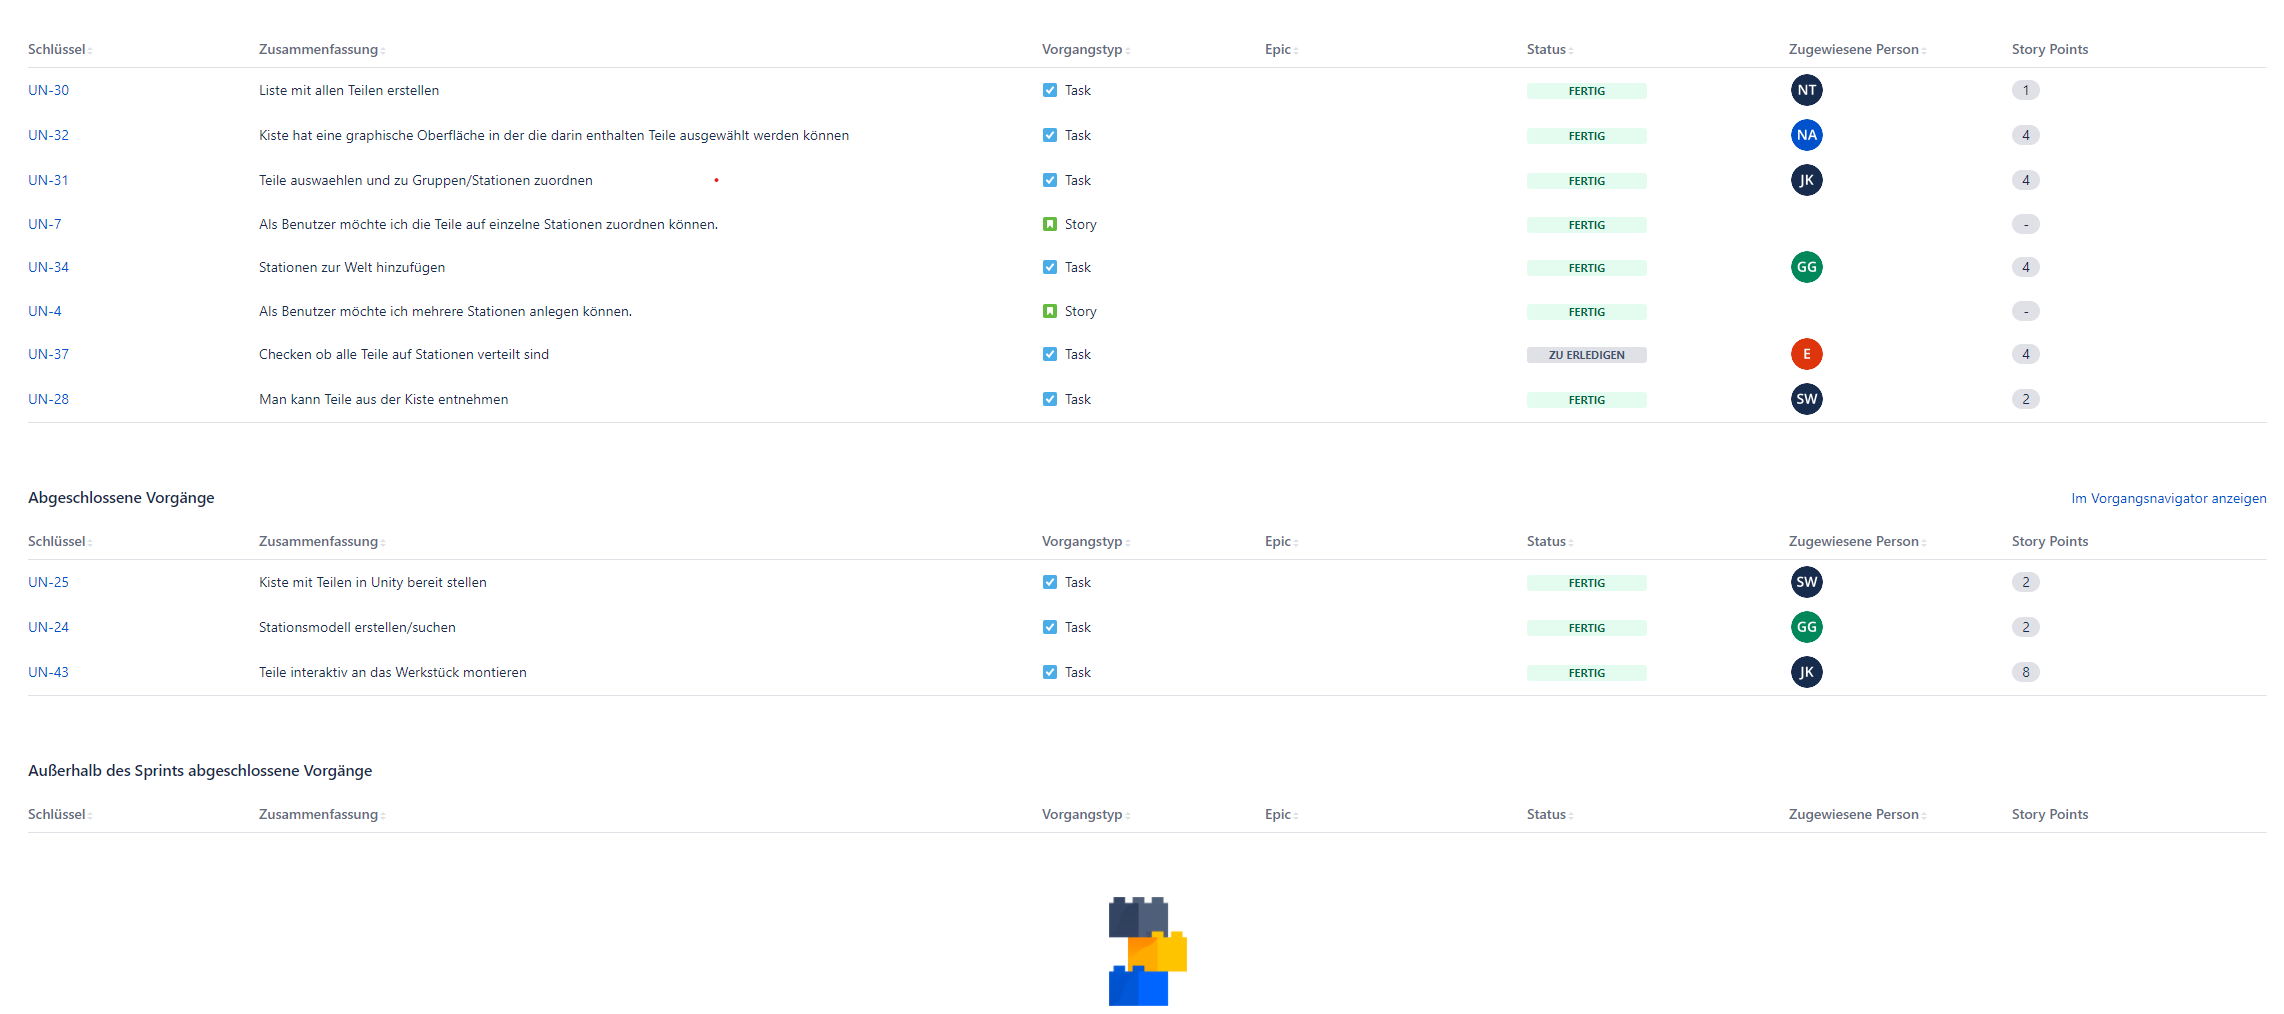 Schlüssel Zusammenfassung Vorgangstyp Epic Status Zugewiesene Person Story Points
UN-30 Liste mit allen Teilen erstellen Task FERTIG NT 1
UN-32 Kiste hat eine graphische Oberfläche in der die darin enthalten Teile ausgewählt werden können Task FERTIG NA 4
UN-31 Teile auswaehlen und zu Gruppen/Stationen zuordnen Task FERTIG JK 4
UN-7 Als Benutzer möchte ich die Teile auf einzelne Stationen zuordnen können. Story FERTIG -
UN-34 Stationen zur Welt hinzufügen Task FERTIG GG 4
UN-4 Als Benutzer möchte ich mehrere Stationen anlegen können. Story FERTIG -
UN-37 Checken ob alle Teile auf Stationen verteilt sind Task ZU ERLEDIGEN E 4
UN-28 Man kann Teile aus der Kiste entnehmen Task FERTIG SW 2
Abgeschlossene Vorgänge Im Vorgangsnavigator anzeigen
Schlüssel Zusammenfassung Vorgangstyp Epic Status Zugewiesene Person Story Points
UN-25 Kiste mit Teilen in Unity bereit stellen Task FERTIG SW 2
UN-24 Stationsmodell erstellen/suchen Task FERTIG GG 2
UN-43 Teile interaktiv an das Werkstück montieren Task FERTIG JK 8
Außerhalb des Sprints abgeschlossene Vorgänge
Schlüssel Zusammenfassung Vorgangstyp Epic Status Zugewiesene Person Story Points